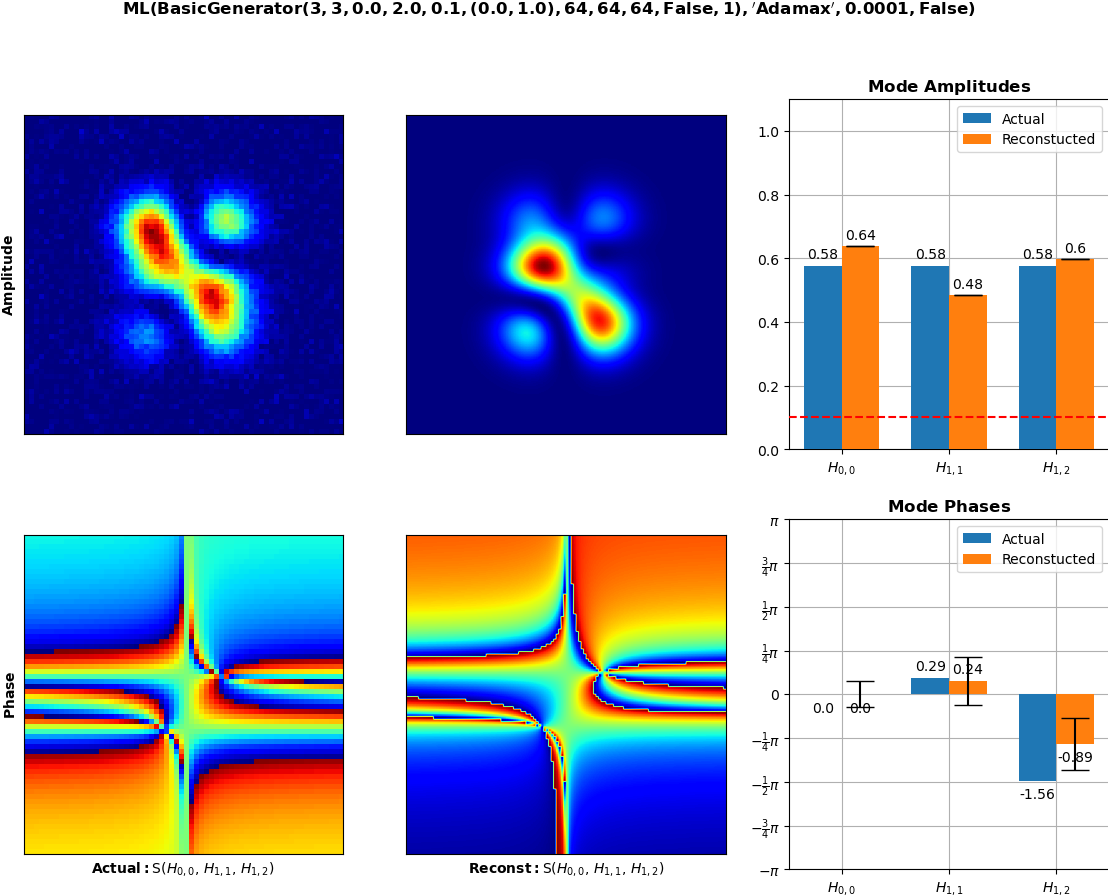 ML(BasicGenerator(3, 3, 0.0, 2.0, 0.1, (0.0, 1.0), 64, 64, 64, False, 1), ′Adamax′, 0.0001, False)
Amplitude
Mode Amplitudes
Actual
Reconstucted
1.0
0.8
0.6
0.4
0.2
0.0
0.58
0.64
0.58
0.48
0.58
0.6
H0,0
H1,1
H1,2
Phase
Actual: S(H0,0, H1,1, H1,2)
Reconst: S(H0,0, H1,1, H1,2)
Mode Phases
Actual
Reconstucted
π
3/4π
1/2π
1/4π
0
−1/4π
−1/2π
−3/4π
−π
0.0
0.0
0.29
0.24
-1.56
-0.89
H0,0
H1,1
H1,2